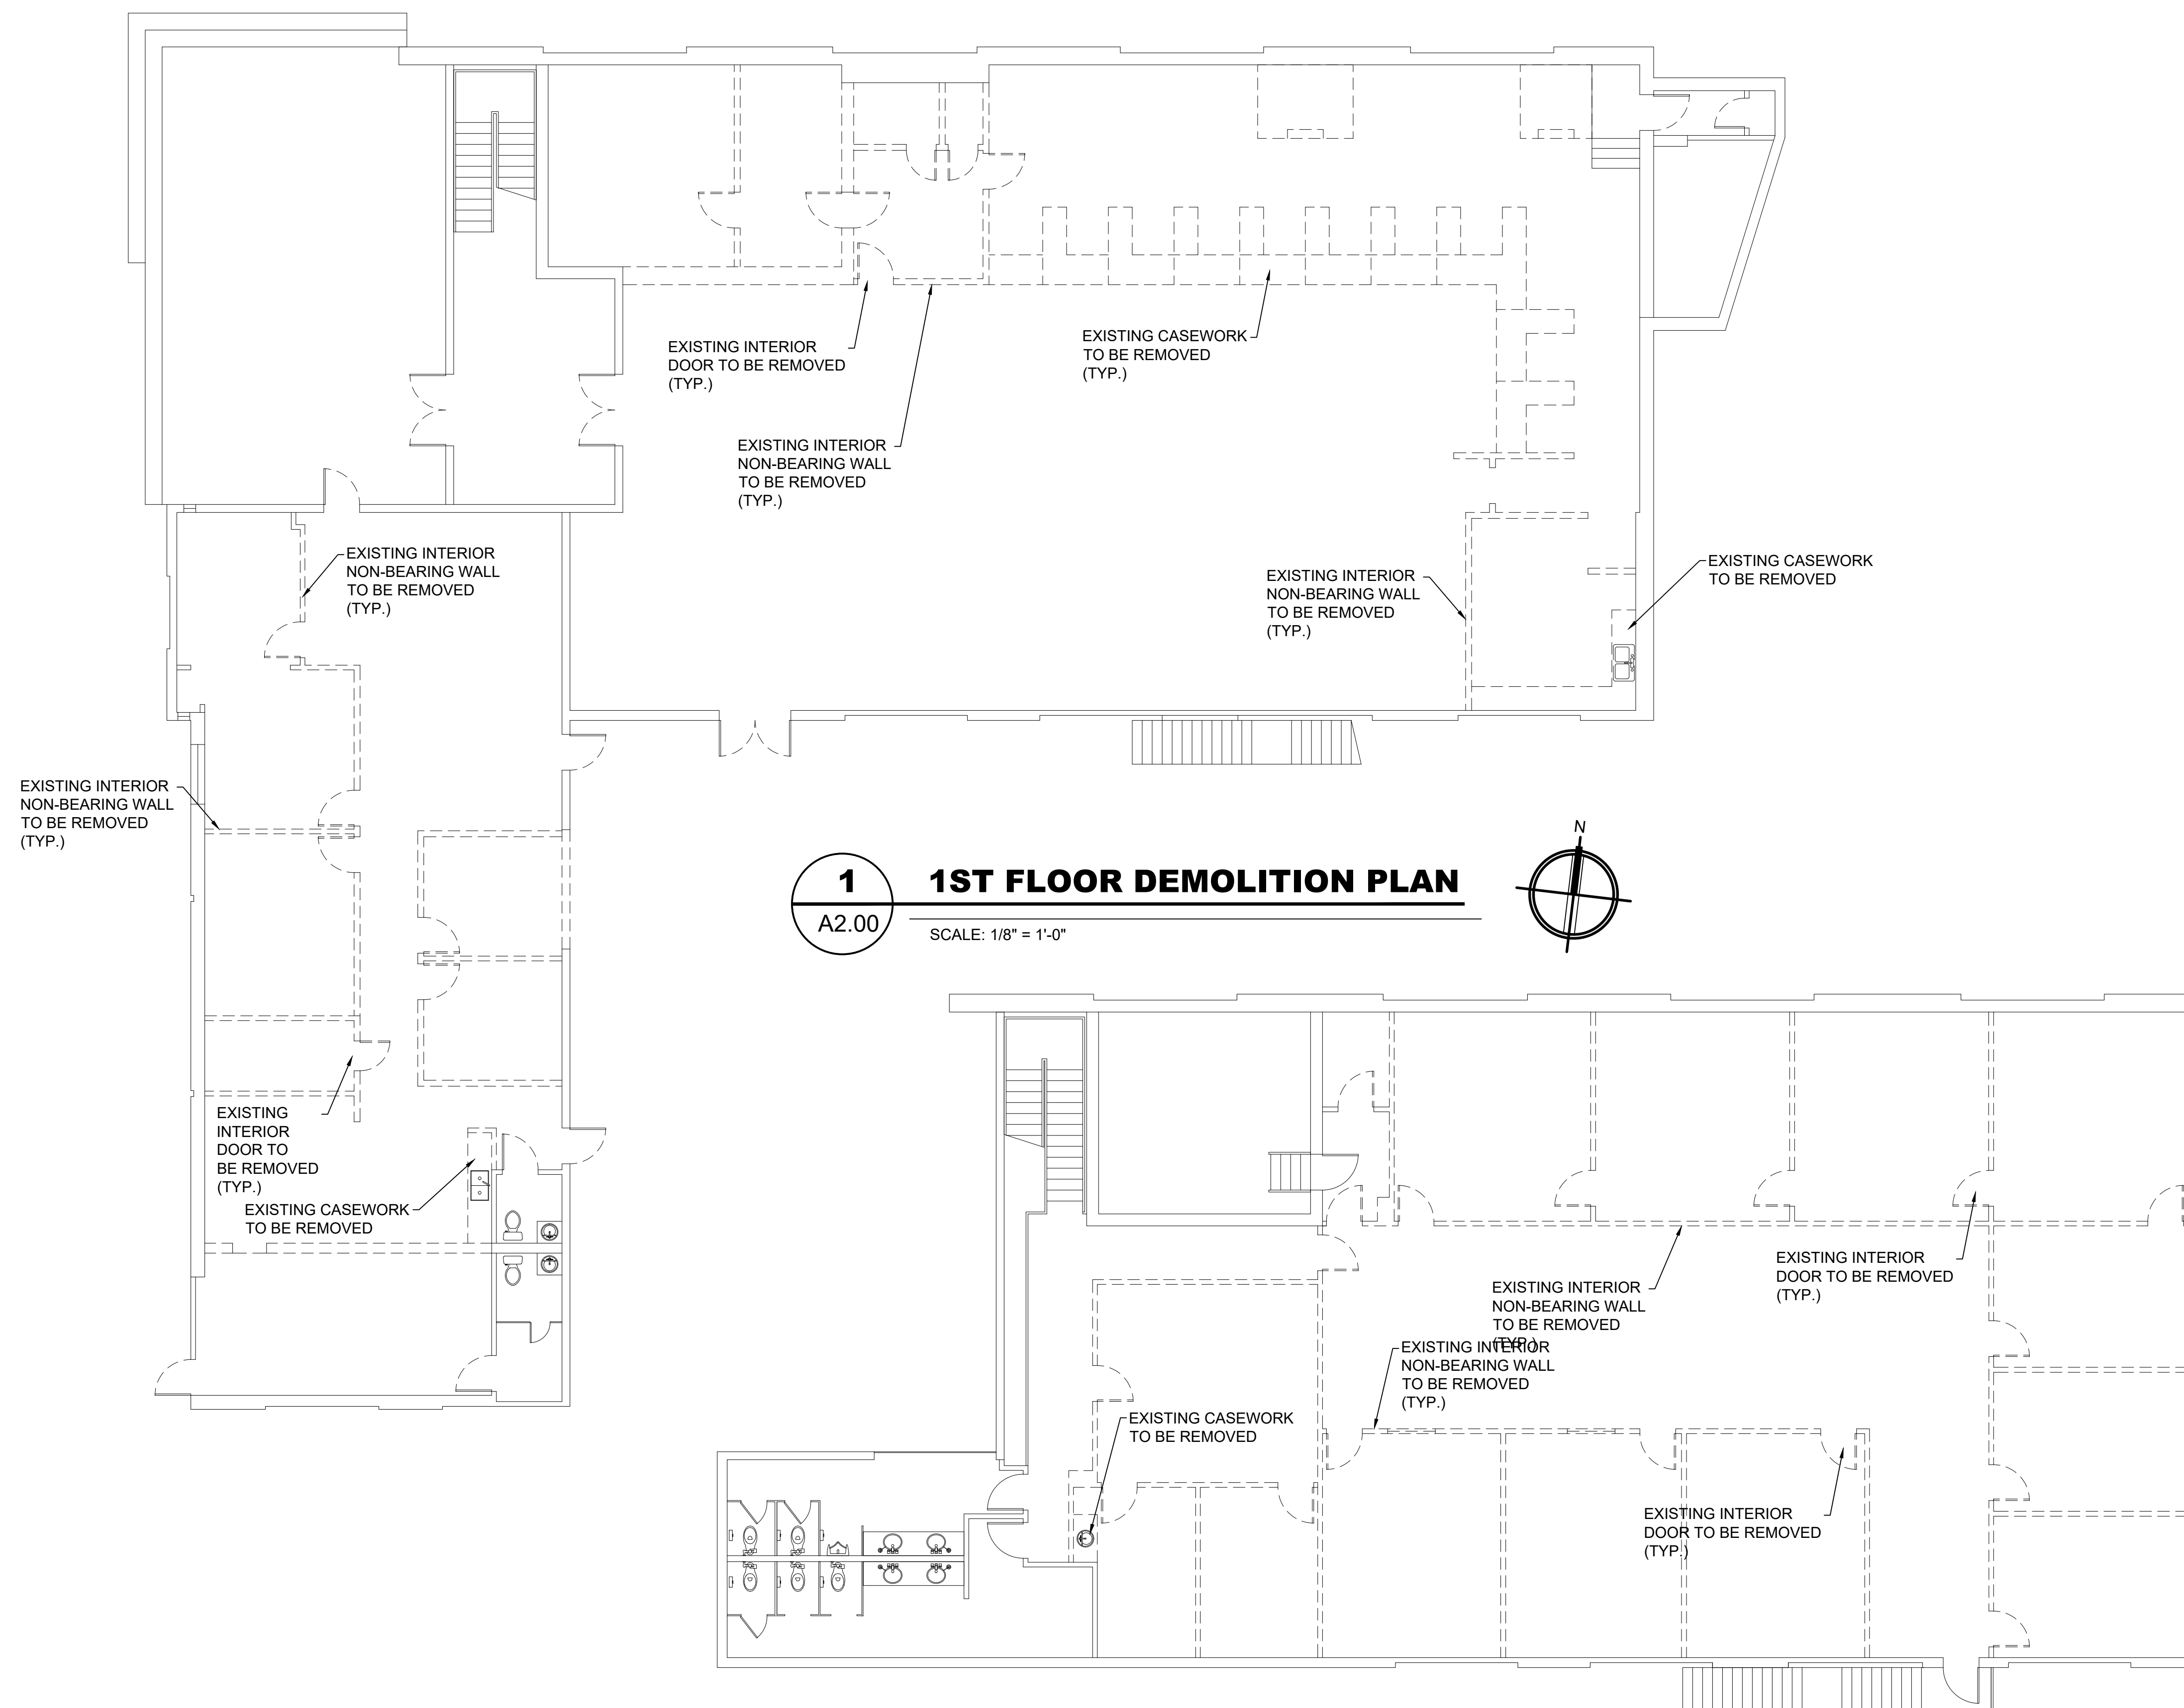 EXISTING INTERIOR
DOOR TO BE REMOVED
(TYP.)
EXISTING CASEWORK
TO BE REMOVED
(TYP.)
EXISTING INTERIOR
NON-BEARING WALL
TO BE REMOVED
(TYP.)
EXISTING INTERIOR
NON-BEARING WALL
TO BE REMOVED
(TYP.)
EXISTING INTERIOR
NON-BEARING WALL
TO BE REMOVED
(TYP.)
EXISTING CASEWORK
TO BE REMOVED
EXISTING INTERIOR
NON-BEARING WALL
TO BE REMOVED
(TYP.)
N
1
1ST FLOOR DEMOLITION PLAN
A2.00
SCALE: 1/8" = 1'-0"
EXISTING
INTERIOR
DOOR TO
BE REMOVED
(TYP.)
EXISTING CASEWORK
TO BE REMOVED
EXISTING INTERIOR
DOOR TO BE REMOVED
(TYP.)
EXISTING INTERIOR
NON-BEARING WALL
TO BE REMOVED
(TYP.)
EXISTING INTERIOR
NON-BEARING WALL
TO BE REMOVED
(TYP.)
EXISTING CASEWORK
TO BE REMOVED
EXISTING INTERIOR
DOOR TO BE REMOVED
(TYP.)